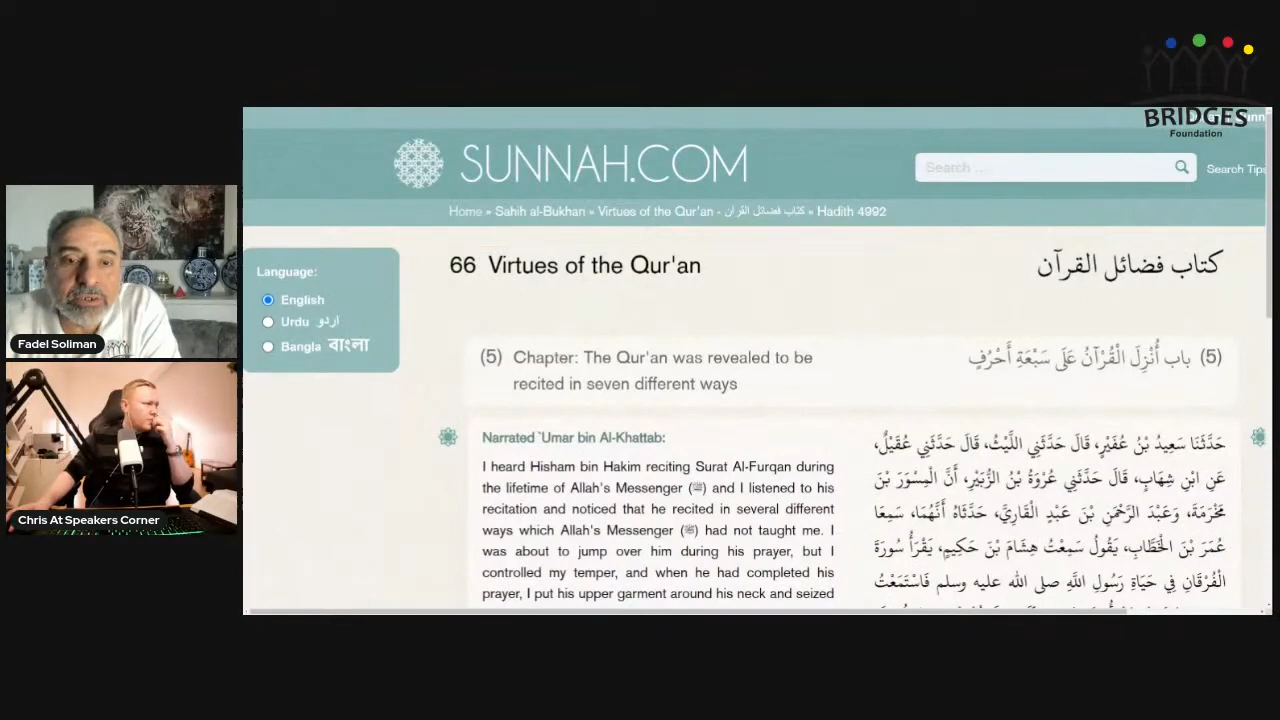 BRIDGES
Foundation
SUNNAH.COM
Search ...
Search Tips
Home » Sahih al-Bukhari » Virtues of the Qur'an - كتاب فضائل القرآن » Hadith 4992
Language:
English
Urdu اردو
Bangla বাংলা
66 Virtues of the Qur'an
كتاب فضائل القرآن
(5) Chapter: The Qur'an was revealed to be
recited in seven different ways
(5) باب أُنْزِلَ الْقُرْآنُ عَلَى سَبْعَةِ أَحْرُفٍ
Narrated `Umar bin Al-Khattab:
I heard Hisham bin Hakim reciting Surat Al-Furqan during
the lifetime of Allah's Messenger (ﷺ) and I listened to his
recitation and noticed that he recited in several different
ways which Allah's Messenger (ﷺ) had not taught me. I
was about to jump over him during his prayer, but I
controlled my temper, and when he had completed his
prayer, I put his upper garment around his neck and seized
حَدَّثَنَا سَعِيدُ بْنُ عُفَيْرٍ، قَالَ حَدَّثَنِي اللَّيْثُ، قَالَ حَدَّثَنِي عُقَيْلٌ،
عَنِ ابْنِ شِهَابٍ، قَالَ حَدَّثَنِي عُرْوَةُ بْنُ الزُّبَيْرِ، أَنَّ الْمِسْوَرَ بْنَ
مَخْرَمَةَ، وَعَبْدَ الرَّحْمَنِ بْنَ عَبْدٍ الْقَارِيَّ، حَدَّثَاهُ أَنَّهُمَا، سَمِعَا
عُمَرَ بْنَ الْخَطَّابِ، يَقُولُ سَمِعْتُ هِشَامَ بْنَ حَكِيمٍ، يَقْرَأُ سُورَةَ
الْفُرْقَانِ فِي حَيَاةِ رَسُولِ اللَّهِ صلى الله عليه وسلم فَاسْتَمَعْتُ
Fadel Soliman
Chris At Speakers Corner